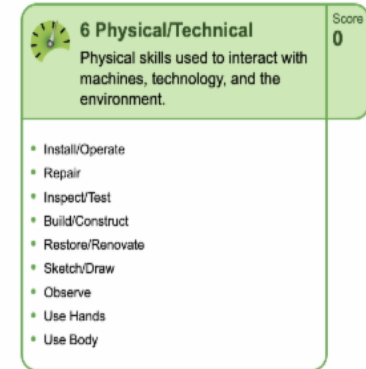 6 Physical/Technical
Physical skills used to interact with
machines, technology, and the
environment.
Score
0
• Install/Operate
• Repair
• Inspect/Test
• Build/Construct
• Restore/Renovate
• Sketch/Draw
• Observe
• Use Hands
• Use Body